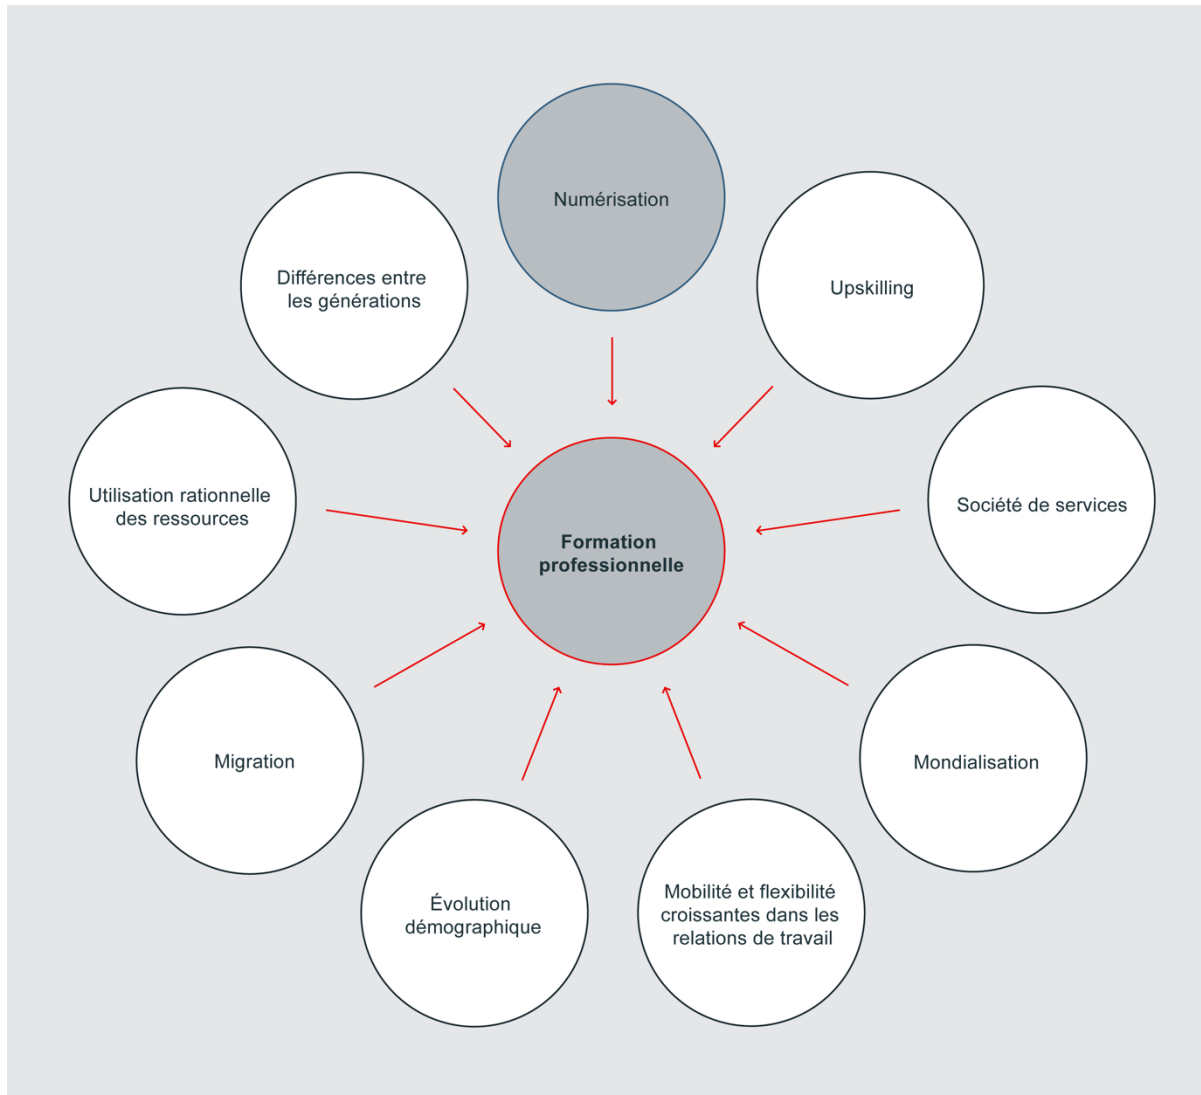 Numérisation
Différences entre
les générations
Upskilling
Utilisation rationnelle
des ressources
Société de services
Formation
professionnelle
Migration
Mondialisation
Évolution
démographique
Mobilité et flexibilité
croissantes dans les
relations de travail